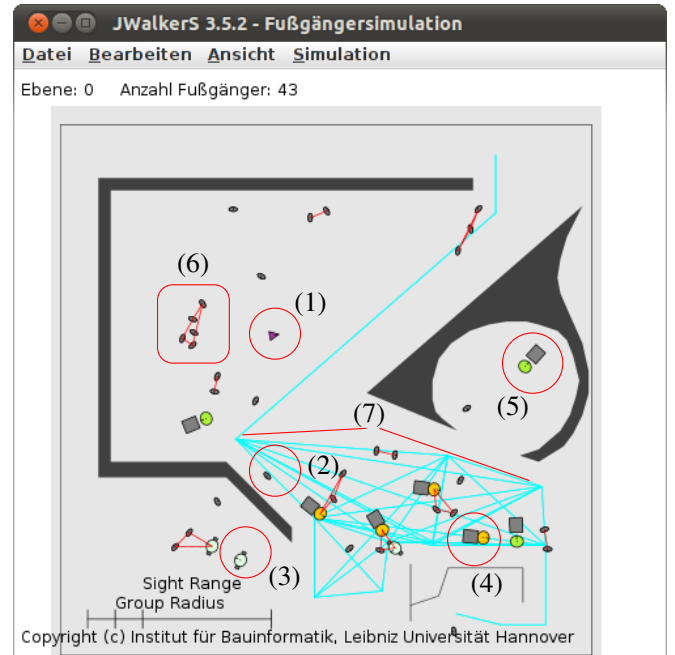 JWalkerS 3.5.2 - Fußgängersimulation
Datei Bearbeiten Ansicht Simulation
Ebene: 0 Anzahl Fußgänger: 43
(6)
(1)
(5)
(7)
(2)
(3)
(4)
Sight Range
Group Radius
Copyright (c) Institut für Bauinformatik, Leibniz Universität Hannover